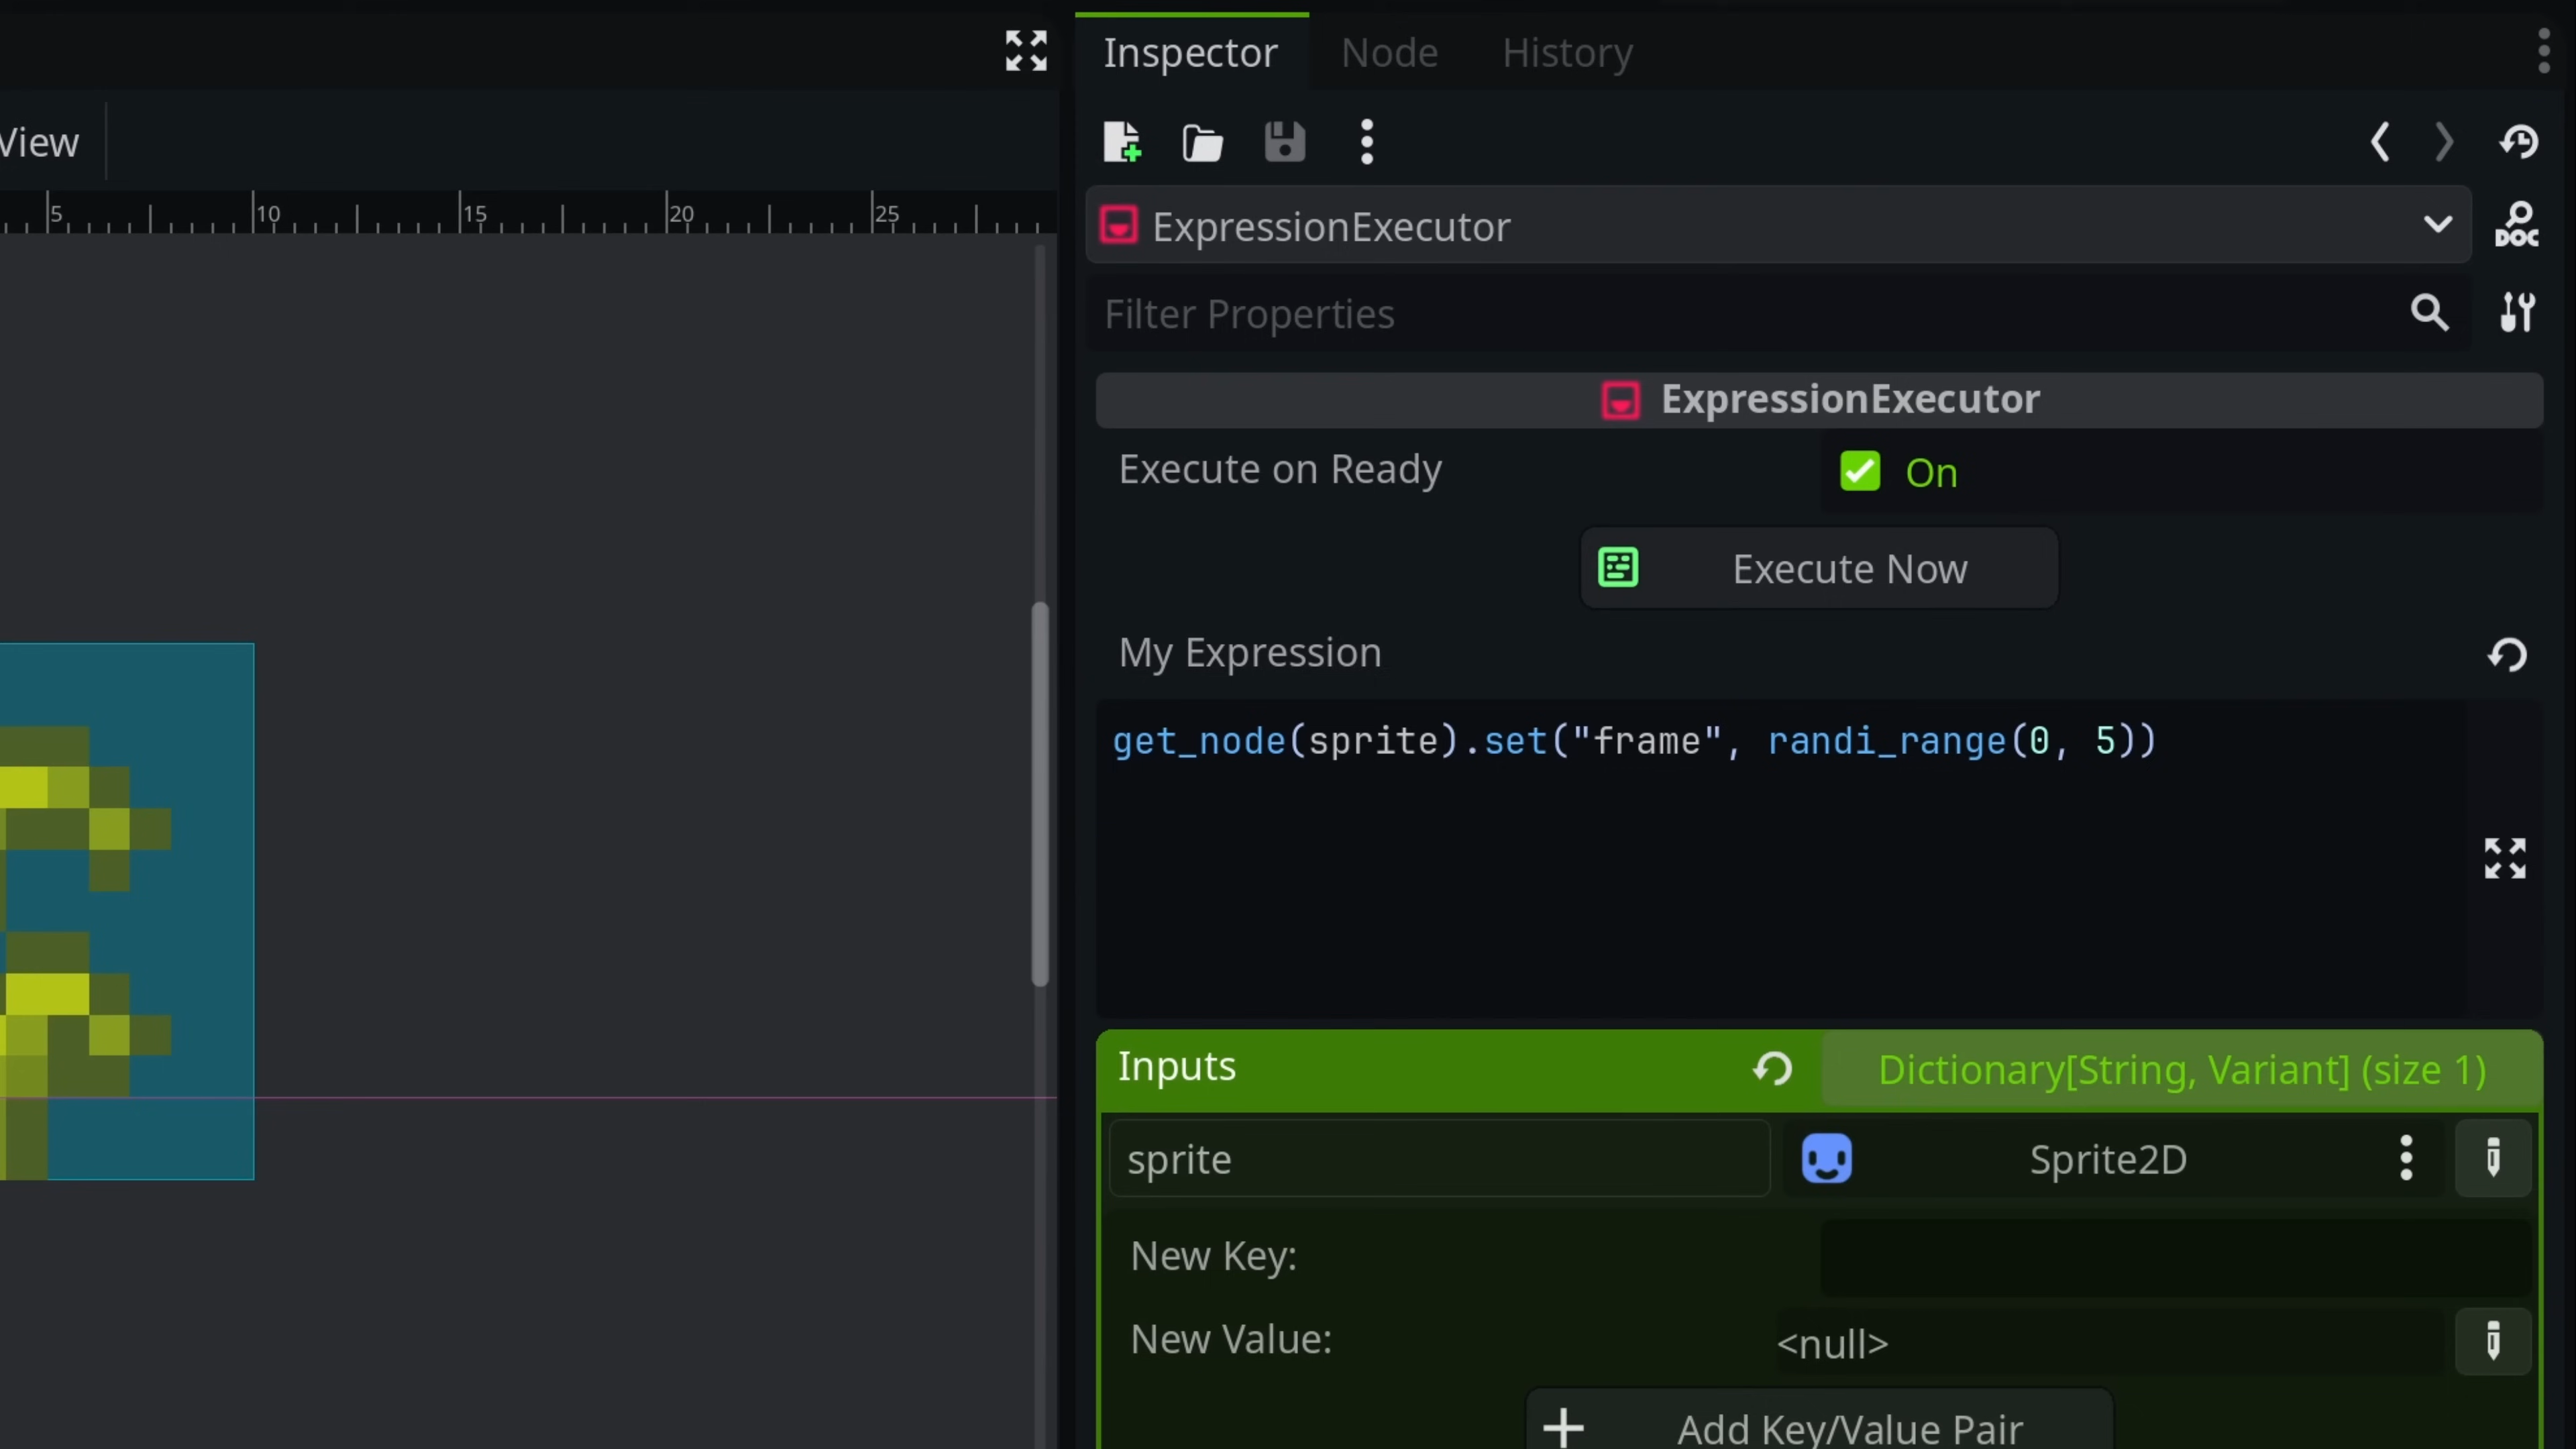 Inspector Node History
View
5 10 15 20 25
ExpressionExecutor
DOC
Filter Properties
ExpressionExecutor
Execute on Ready On
Execute Now
My Expression
get_node(sprite).set("frame", randi_range(0, 5))
Inputs Dictionary[String, Variant] (size 1)
sprite Sprite2D
New Key:
New Value: <null>
Add Key/Value Pair